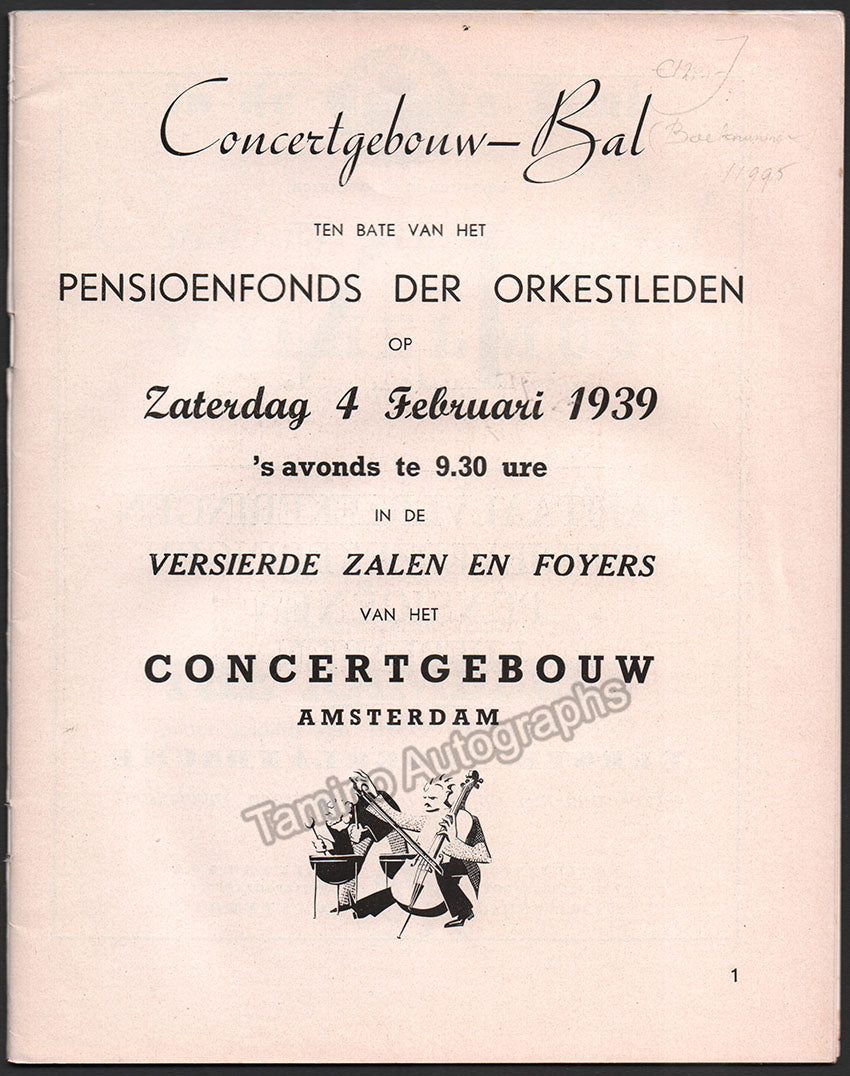 Concertgebouw-Bal
TEN BATE VAN HET
PENSIOENFONDS DER ORKESTLEDEN
OP
Zaterdag 4 Februari 1939
's avonds te 9.30 ure
IN DE
VERSIERDE ZALEN EN FOYERS
VAN HET
CONCERTGEBOUW
AMSTERDAM
Tamino Autographs
1